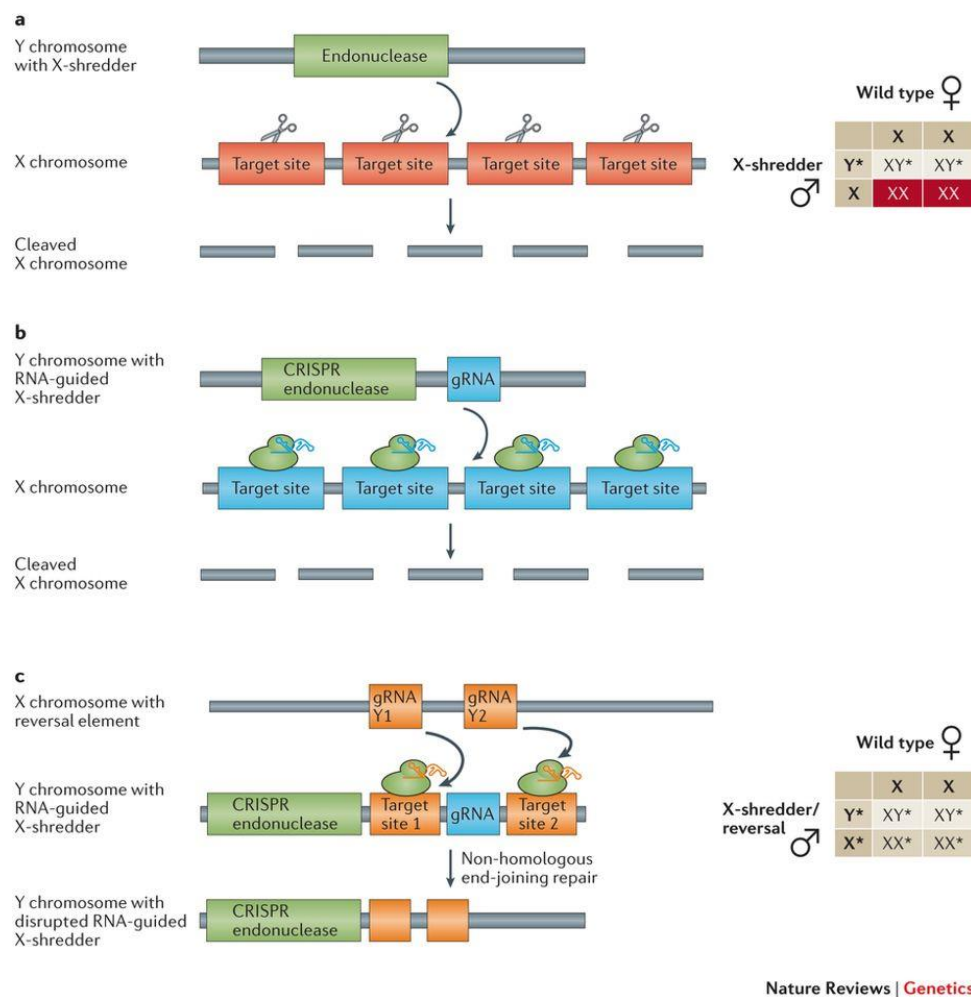 a
Y chromosome
with X-shredder
Endonuclease
X chromosome
Target site
Target site
Target site
Target site
Cleaved
X chromosome
Wild type ♀
X
X
X-shredder
♂
Y*
XY*
XY*
X
XX
XX
b
Y chromosome with
RNA-guided
X-shredder
CRISPR
endonuclease
gRNA
X chromosome
Target site
Target site
Target site
Target site
Cleaved
X chromosome
c
X chromosome with
reversal element
gRNA
Y1
gRNA
Y2
Y chromosome with
RNA-guided
X-shredder
CRISPR
endonuclease
Target
site 1
gRNA
Target
site 2
Non-homologous
end-joining repair
Y chromosome with
disrupted RNA-guided
X-shredder
CRISPR
endonuclease
Wild type ♀
X
X
X-shredder/
reversal ♂
Y*
XY*
XY*
X*
XX*
XX*
Nature Reviews | Genetics